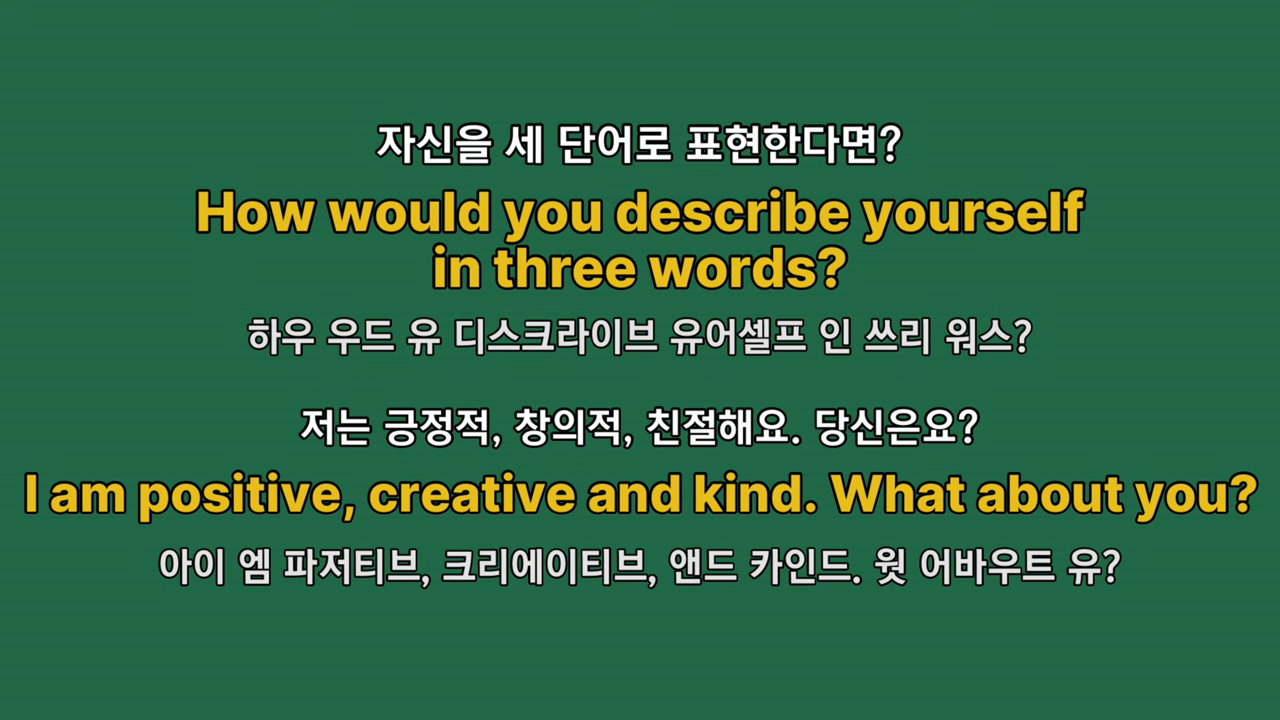 자신을 세 단어로 표현한다면?
How would you describe yourself
in three words?
하우 우드 유 디스크라이브 유어셀프 인 쓰리 워스?
저는 긍정적, 창의적, 친절해요. 당신은요?
I am positive, creative and kind. What about you?
아이 엠 파저티브, 크리에이티브, 앤드 카인드. 웟 어바우트 유?